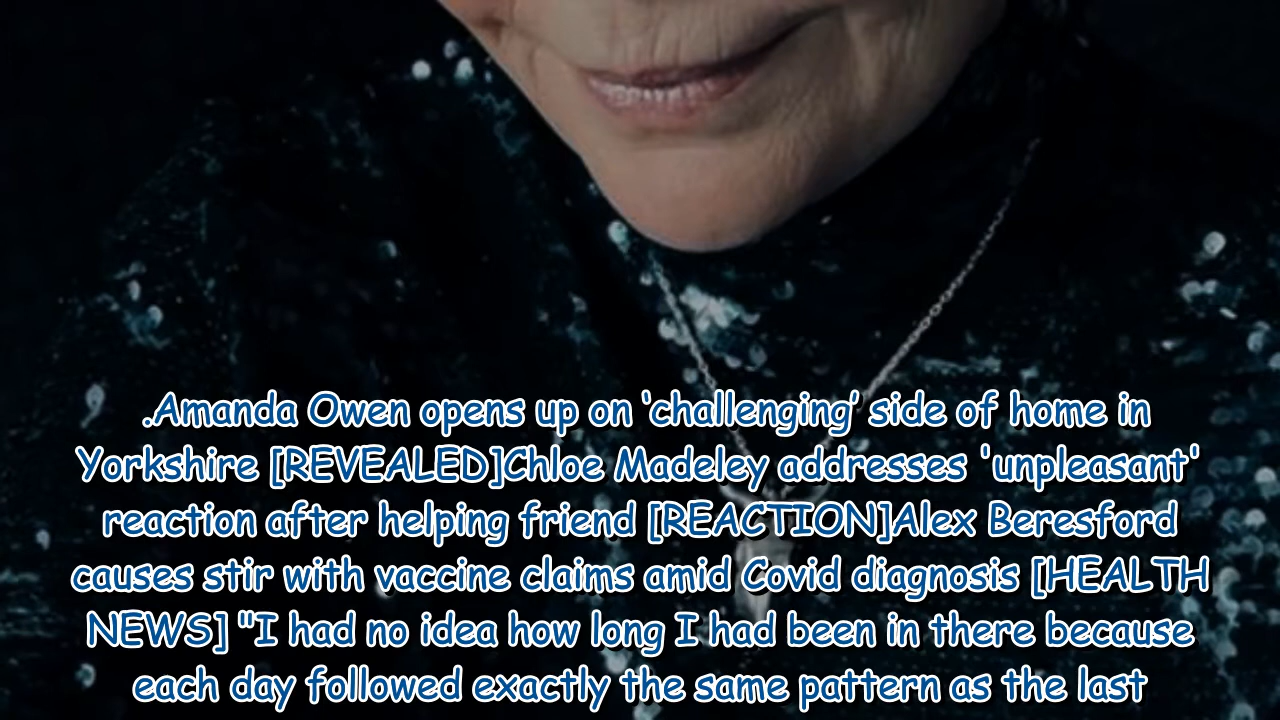 .Amanda Owen opens up on ‘challenging’ side of home in
Yorkshire [REVEALED]Chloe Madeley addresses 'unpleasant'
reaction after helping friend [REACTION]Alex Beresford
causes stir with vaccine claims amid Covid diagnosis [HEALTH
NEWS] "I had no idea how long I had been in there because
each day followed exactly the same pattern as the last